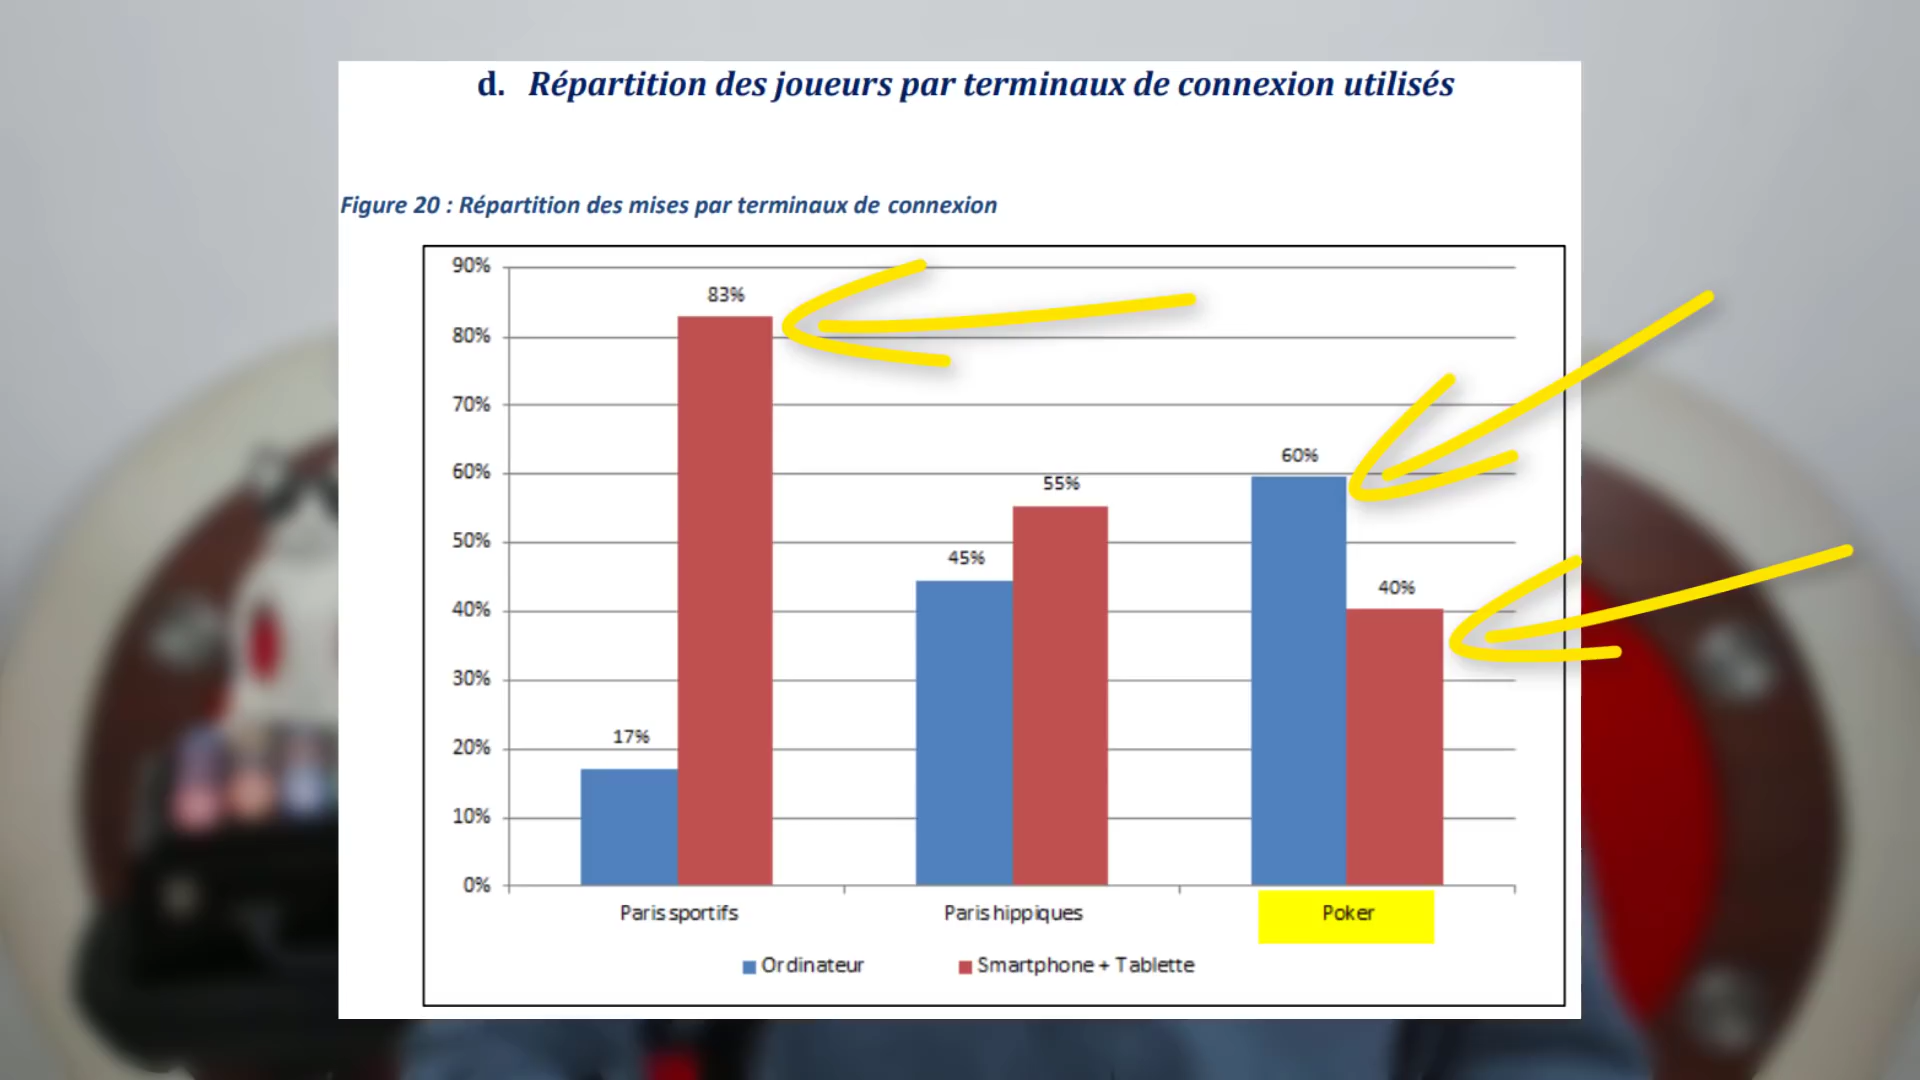 d. Répartition des joueurs par terminaux de connexion utilisés
Figure 20 : Répartition des mises par terminaux de connexion
90%
80%
70%
60%
50%
40%
30%
20%
10%
0%
83%
17%
55%
45%
60%
40%
Paris sportifs
Paris hippiques
Poker
Ordinateur
Smartphone + Tablette